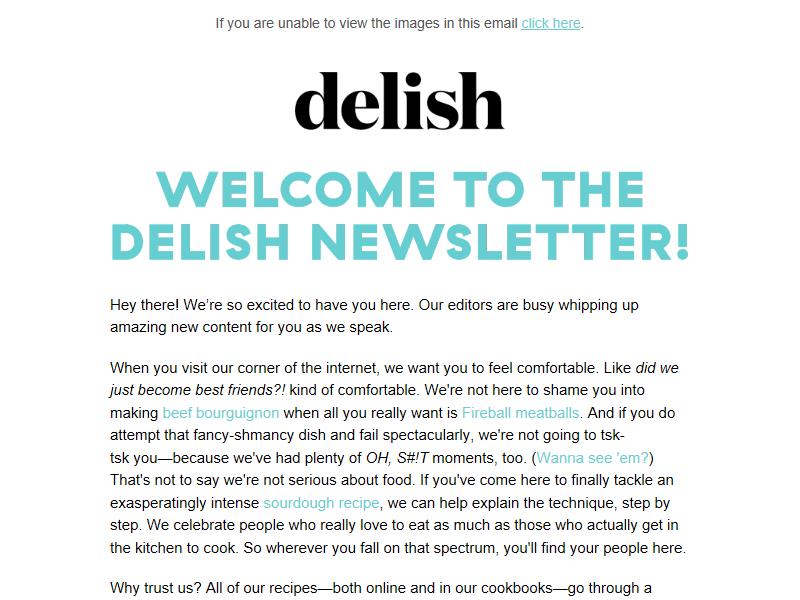 If you are unable to view the images in this email click here.
delish
WELCOME TO THE
DELISH NEWSLETTER!
Hey there! We’re so excited to have you here. Our editors are busy whipping up
amazing new content for you as we speak.
When you visit our corner of the internet, we want you to feel comfortable. Like did we
just become best friends?! kind of comfortable. We're not here to shame you into
making beef bourguignon when all you really want is Fireball meatballs. And if you do
attempt that fancy-shmancy dish and fail spectacularly, we're not going to tsk-
tsk you—because we've had plenty of OH, S#!T moments, too. (Wanna see 'em?)
That's not to say we're not serious about food. If you've come here to finally tackle an
exasperatingly intense sourdough recipe, we can help explain the technique, step by
step. We celebrate people who really love to eat as much as those who actually get in
the kitchen to cook. So wherever you fall on that spectrum, you'll find your people here.
Why trust us? All of our recipes—both online and in our cookbooks—go through a